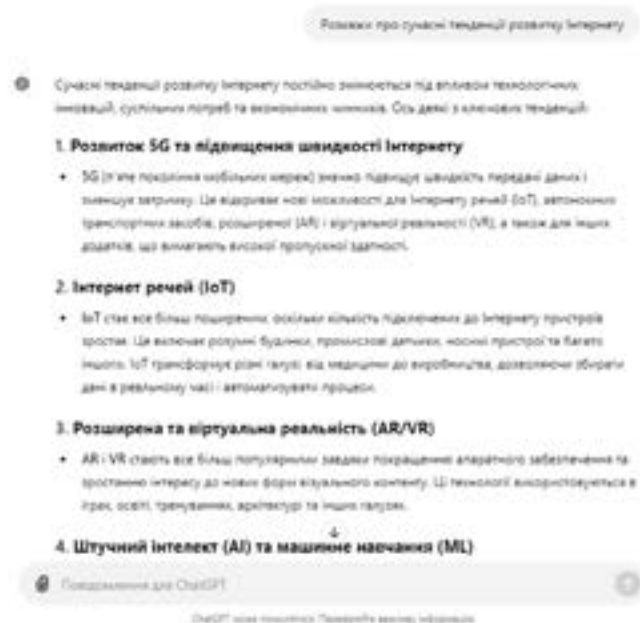 Розкажи про сучасні тенденції розвитку Інтернету
Сучасні тенденції розвитку Інтернету постійно змінюються під впливом технологічних
інновацій, суспільних потреб та економічних чинників. Ось деякі з ключових тенденцій:
1. Розвиток 5G та підвищення швидкості Інтернету
• 5G (п'яте покоління мобільних мереж) значно підвищує швидкість передачі даних і
зменшує затримку. Це відкриває нові можливості для Інтернету речей (IoT), автономних
транспортних засобів, розширеної (AR) і віртуальної реальності (VR), а також для інших
додатків, що вимагають високої пропускної здатності.
2. Інтернет речей (IoT)
• IoT стає все більш поширеним, оскільки кількість підключених до Інтернету пристроїв
зростає. Це включає розумні будинки, промислові датчики, носимі пристрої та багато
іншого. IoT трансформує різні галузі, від медицини до виробництва, дозволяючи збирати
дані в реальному часі і автоматизувати процеси.
3. Розширена та віртуальна реальність (AR/VR)
• AR і VR стають все більш популярними завдяки покращенню апаратного забезпечення та
зростанню інтересу до нових форм візуального контенту. Ці технології використовуються в
іграх, освіті, тренуваннях, архітектурі та інших галузях.
4. Штучний інтелект (AI) та машинне навчання (ML)
Повідомлення для ChatGPT
ChatGPT може помилятися. Перевіряйте важливу інформацію.